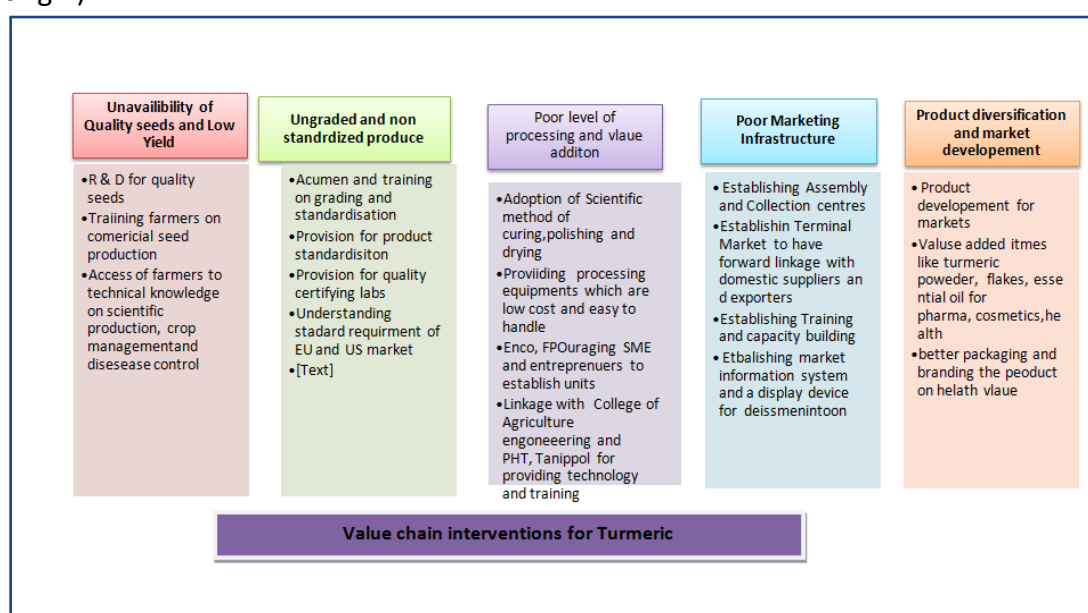 Unavailibility of
Quality seeds and Low
Yield
•R & D for quality
seeds
•Traiining farmers on
comericial seed
production
•Access of farmers to
technical knowledge
on scientific
production, crop
managementand
disesease control
Ungraded and non
standrdized produce
•Acumen and training
on grading and
standardisation
•Provision for product
standardisiton
•Provision for quality
certifying labs
•Understanding
stadard requirment of
EU and US market
•[Text]
Poor level of
processing and vlaue
additon
•Adoption of Scientific
method of
curing,polishing and
drying
•Proviiding processing
equipments which are
low cost and easy to
handle
•Enco, FPOuraging SME
and entreprenuers to
establish units
•Linkage with College of
Agriculture
engoneeering and
PHT, Tanippol for
providing technology
and training
Poor Marketing
Infrastructure
• Establishing Assembly
and Collection centres
•Establishin Terminal
Market to have
forward linkage with
domestic suppliers an
d exporters
•Establishing Training
and capacity building
• Etbalishing market
information system
and a display device
for deissmenintoon
Product diversification
and market
developement
• Product
developement for
markets
•Valuse added itmes
like turmeric
poweder, flakes, esse
ntial oil for
pharma, cosmetics,he
alth
•better packaging and
branding the peoduct
on helath vlaue
Value chain interventions for Turmeric